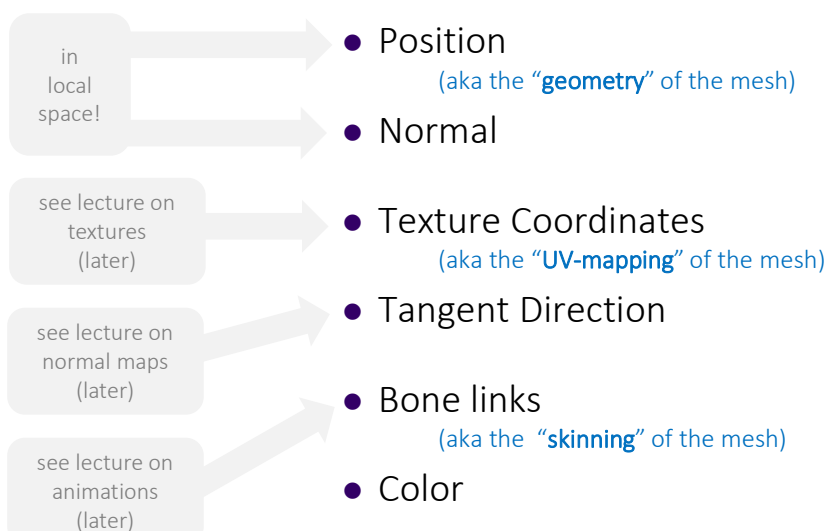 in
local
space!
● Position
(aka the “geometry” of the mesh)
● Normal
see lecture on
textures
(later)
● Texture Coordinates
(aka the “UV-mapping” of the mesh)
see lecture on
normal maps
(later)
● Tangent Direction
see lecture on
animations
(later)
● Bone links
(aka the  “skinning” of the mesh)
● Color